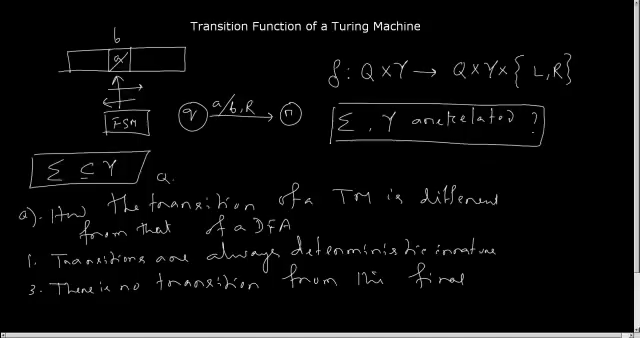 Transition Function of a Turing Machine
b
a
FSM
q a/b, R r
δ: Q × Y → Q × Y × { L, R }
Σ, Y are related ?
Σ ⊆ Y
a.
a). How the transition of a TM is different
from that of a DFA
1. Transitions are always deterministic in nature
3. There is no transition from this final